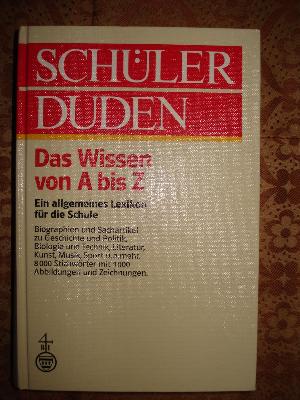 SCHÜLER
DUDEN
Das Wissen
von A bis Z
Ein allgemeines Lexikon
für die Schule
Biographien und Sachartikel
zu Geschichte und Politik,
Biologie und Technik, Literatur,
Kunst, Musik, Sport u.a.mehr.
8000 Stichwörter mit 1000
Abbildungen und Zeichnungen.